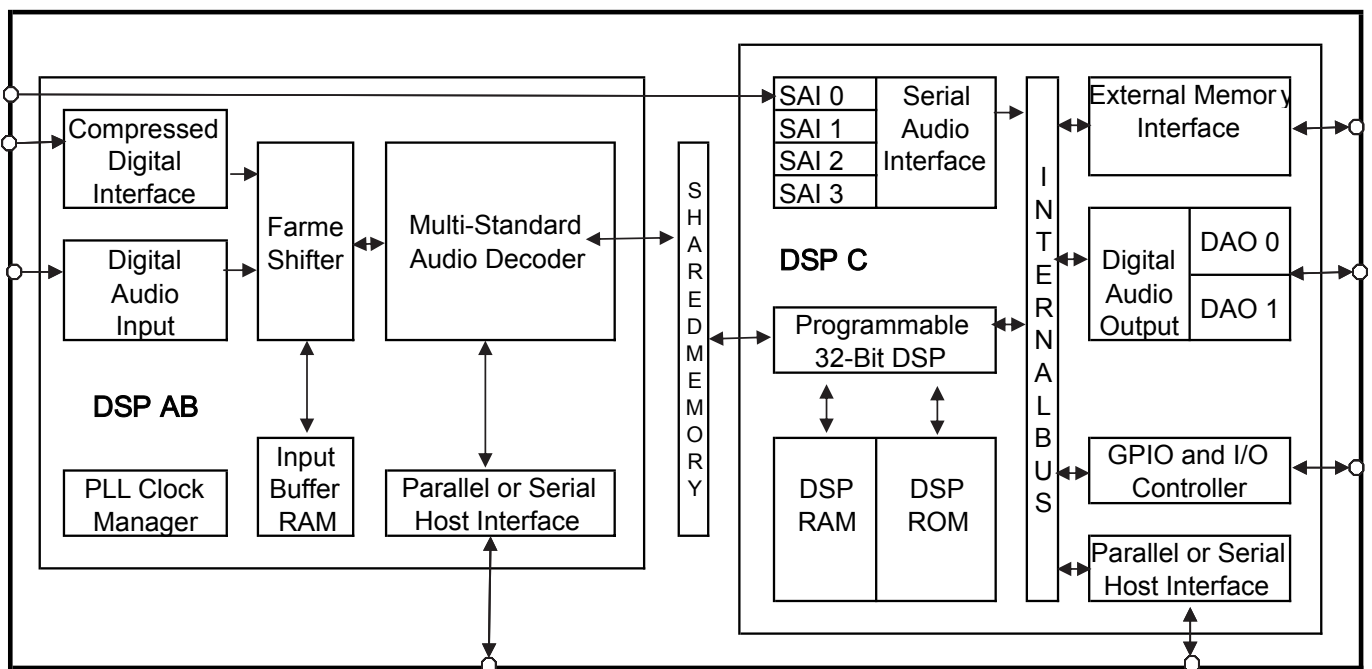 Compressed
Digital
Interface
Digital
Audio
Input
DSP AB
PLL Clock
Manager
Farme
Shifter
Input
Buffer
RAM
Multi-Standard
Audio Decoder
Parallel or Serial
Host Interface
SHAREDMEMORY
SAI 0
SAI 1
SAI 2
SAI 3
Serial
Audio
Interface
DSP C
Programmable
32-Bit DSP
DSP
RAM
DSP
ROM
INTERNALBUS
External Memory
Interface
Digital
Audio
Output
DAO 0
DAO 1
GPIO and I/O
Controller
Parallel or Serial
Host Interface